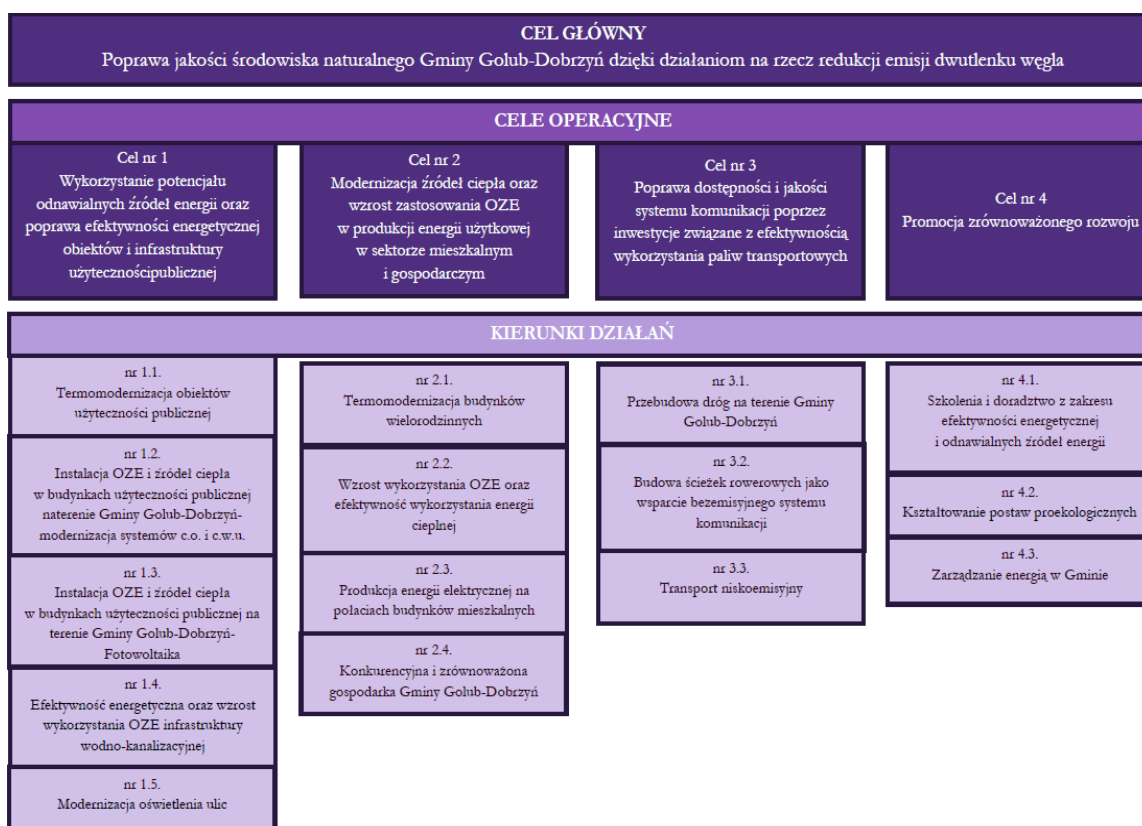 CEL GŁÓWNY
Poprawa jakości środowiska naturalnego Gminy Golub-Dobrzyń dzięki działaniom na rzecz redukcji emisji dwutlenku węgla
CELE OPERACYJNE
Cel nr 1
Wykorzystanie potencjału
odnawialnych źródeł energii oraz
poprawa efektywności energetycznej
obiektów i infrastruktury
użytecznościpublicznej
Cel nr 2
Modernizacja źródeł ciepła oraz
wzrost zastosowania OZE
w produkcji energii użytkowej
w sektorze mieszkalnym
i gospodarczym
Cel nr 3
Poprawa dostępności i jakości
systemu komunikacji poprzez
inwestycje związane z efektywnością
wykorzystania paliw transportowych
Cel nr 4
Promocja zrównoważonego rozwoju
KIERUNKI DZIAŁAŃ
nr 1.1.
Termomodernizacja obiektów
użyteczności publicznej
nr 1.2.
Instalacja OZE i źródeł ciepła
w budynkach użyteczności publicznej
naterenie Gminy Golub-Dobrzyń-
modernizacja systemów c.o. i c.w.u.
nr 1.3.
Instalacja OZE i źródeł ciepła
w budynkach użyteczności publicznej na
terenie Gminy Golub-Dobrzyń-
Fotowoltaika
nr 1.4.
Efektywność energetyczna oraz wzrost
wykorzystania OZE infrastruktury
wodno-kanalizacyjnej
nr 1.5.
Modernizacja oświetlenia ulic
nr 2.1.
Termomodernizacja budynków
wielorodzinnych
nr 2.2.
Wzrost wykorzystania OZE oraz
efektywność wykorzystania energii
cieplnej
nr 2.3.
Produkcja energii elektrycznej na
połaciach budynków mieszkalnych
nr 2.4.
Konkurencyjna i zrównoważona
gospodarka Gminy Golub-Dobrzyń
nr 3.1.
Przebudowa dróg na terenie Gminy
Golub-Dobrzyń
nr 3.2.
Budowa ścieżek rowerowych jako
wsparcie bezemisyjnego systemu
komunikacji
nr 3.3.
Transport niskoemisyjny
nr 4.1.
Szkolenia i doradztwo z zakresu
efektywności energetycznej
i odnawialnych źródeł energii
nr 4.2.
Kształtowanie postaw proekologicznych
nr 4.3.
Zarządzanie energią w Gminie